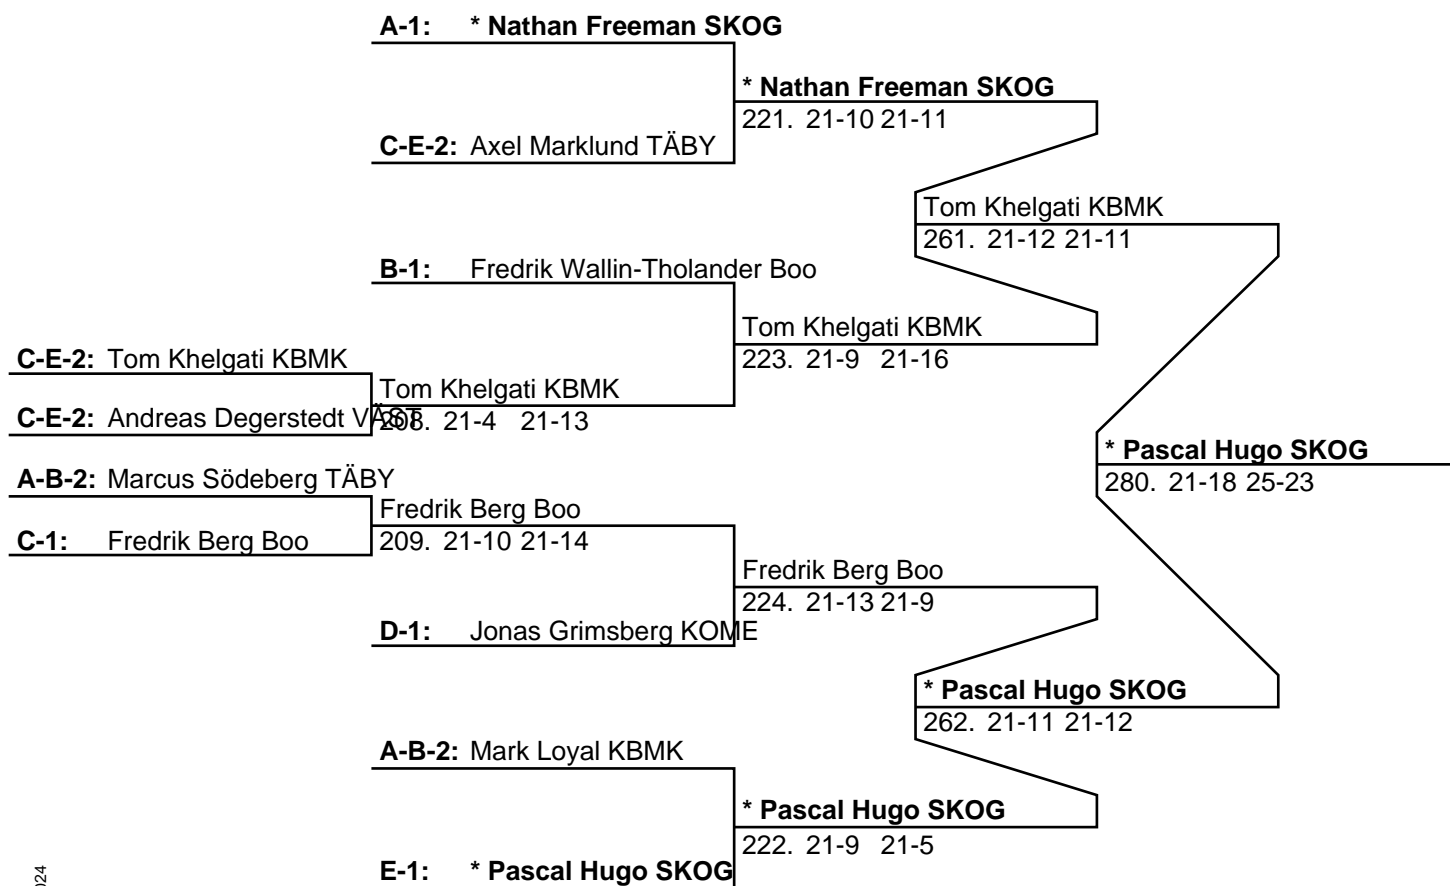 A-1: * Nathan Freeman SKOG
* Nathan Freeman SKOG
221. 21-10 21-11
C-E-2: Axel Marklund TÄBY
Tom Khelgati KBMK
261. 21-12 21-11
B-1: Fredrik Wallin-Tholander Boo
Tom Khelgati KBMK
223. 21-9 21-16
C-E-2: Tom Khelgati KBMK
Tom Khelgati KBMK
208. 21-4 21-13
C-E-2: Andreas Degerstedt VÄST
* Pascal Hugo SKOG
280. 21-18 25-23
A-B-2: Marcus Södeberg TÄBY
Fredrik Berg Boo
209. 21-10 21-14
C-1: Fredrik Berg Boo
Fredrik Berg Boo
224. 21-13 21-9
D-1: Jonas Grimsberg KOME
* Pascal Hugo SKOG
262. 21-11 21-12
A-B-2: Mark Loyal KBMK
* Pascal Hugo SKOG
222. 21-9 21-5
E-1: * Pascal Hugo SKOG